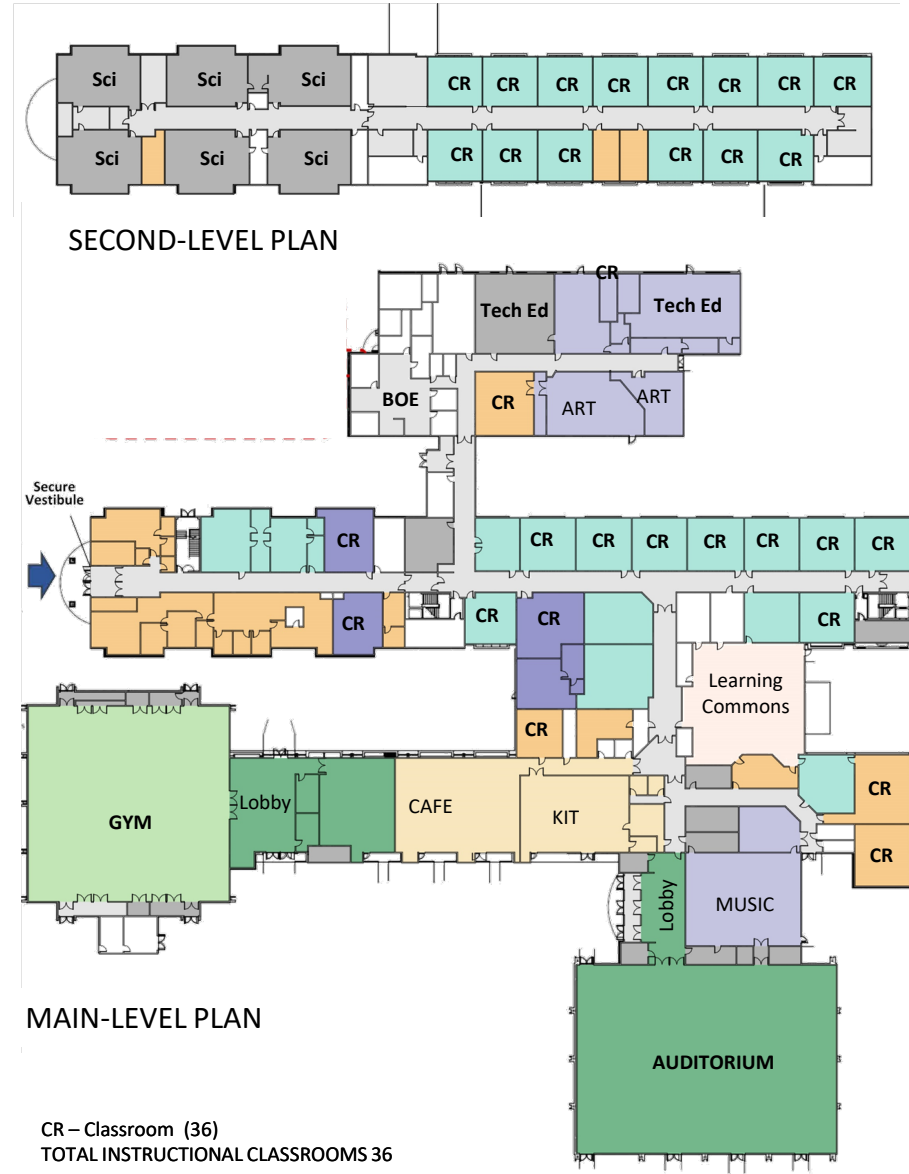 Sci Sci Sci CR CR CR CR CR CR CR CR
Sci Sci Sci CR CR CR CR CR CR
SECOND-LEVEL PLAN
CR
Tech Ed Tech Ed
BOE CR ART ART
Secure
Vestibule
CR CR CR CR CR CR CR CR CR
CR CR CR CR
Learning
Commons
CR
CR
Lobby CAFE KIT
GYM
CR
Lobby MUSIC
MAIN-LEVEL PLAN
AUDITORIUM
CR – Classroom (36)
TOTAL INSTRUCTIONAL CLASSROOMS 36